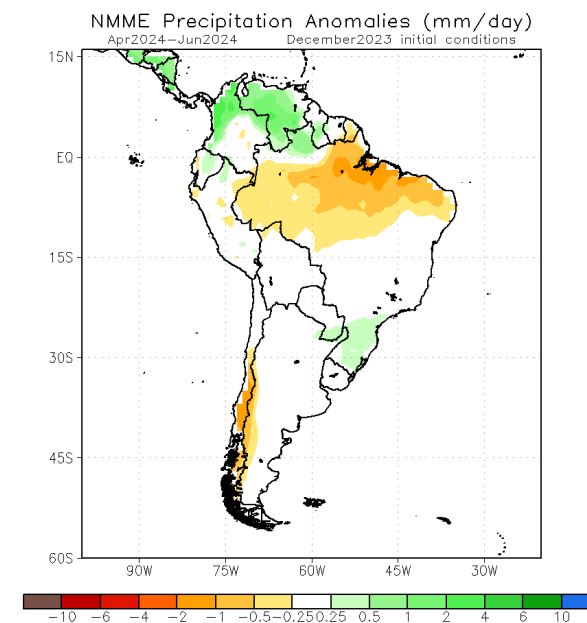 NMME Precipitation Anomalies (mm/day)
Apr2024–Jun2024 December2023 initial conditions
15N
EQ
15S
30S
45S
60S
90W 75W 60W 45W 30W
−10 −6 −4 −2 −1 −0.5 −0.25 0.25 0.5 1 2 4 6 10